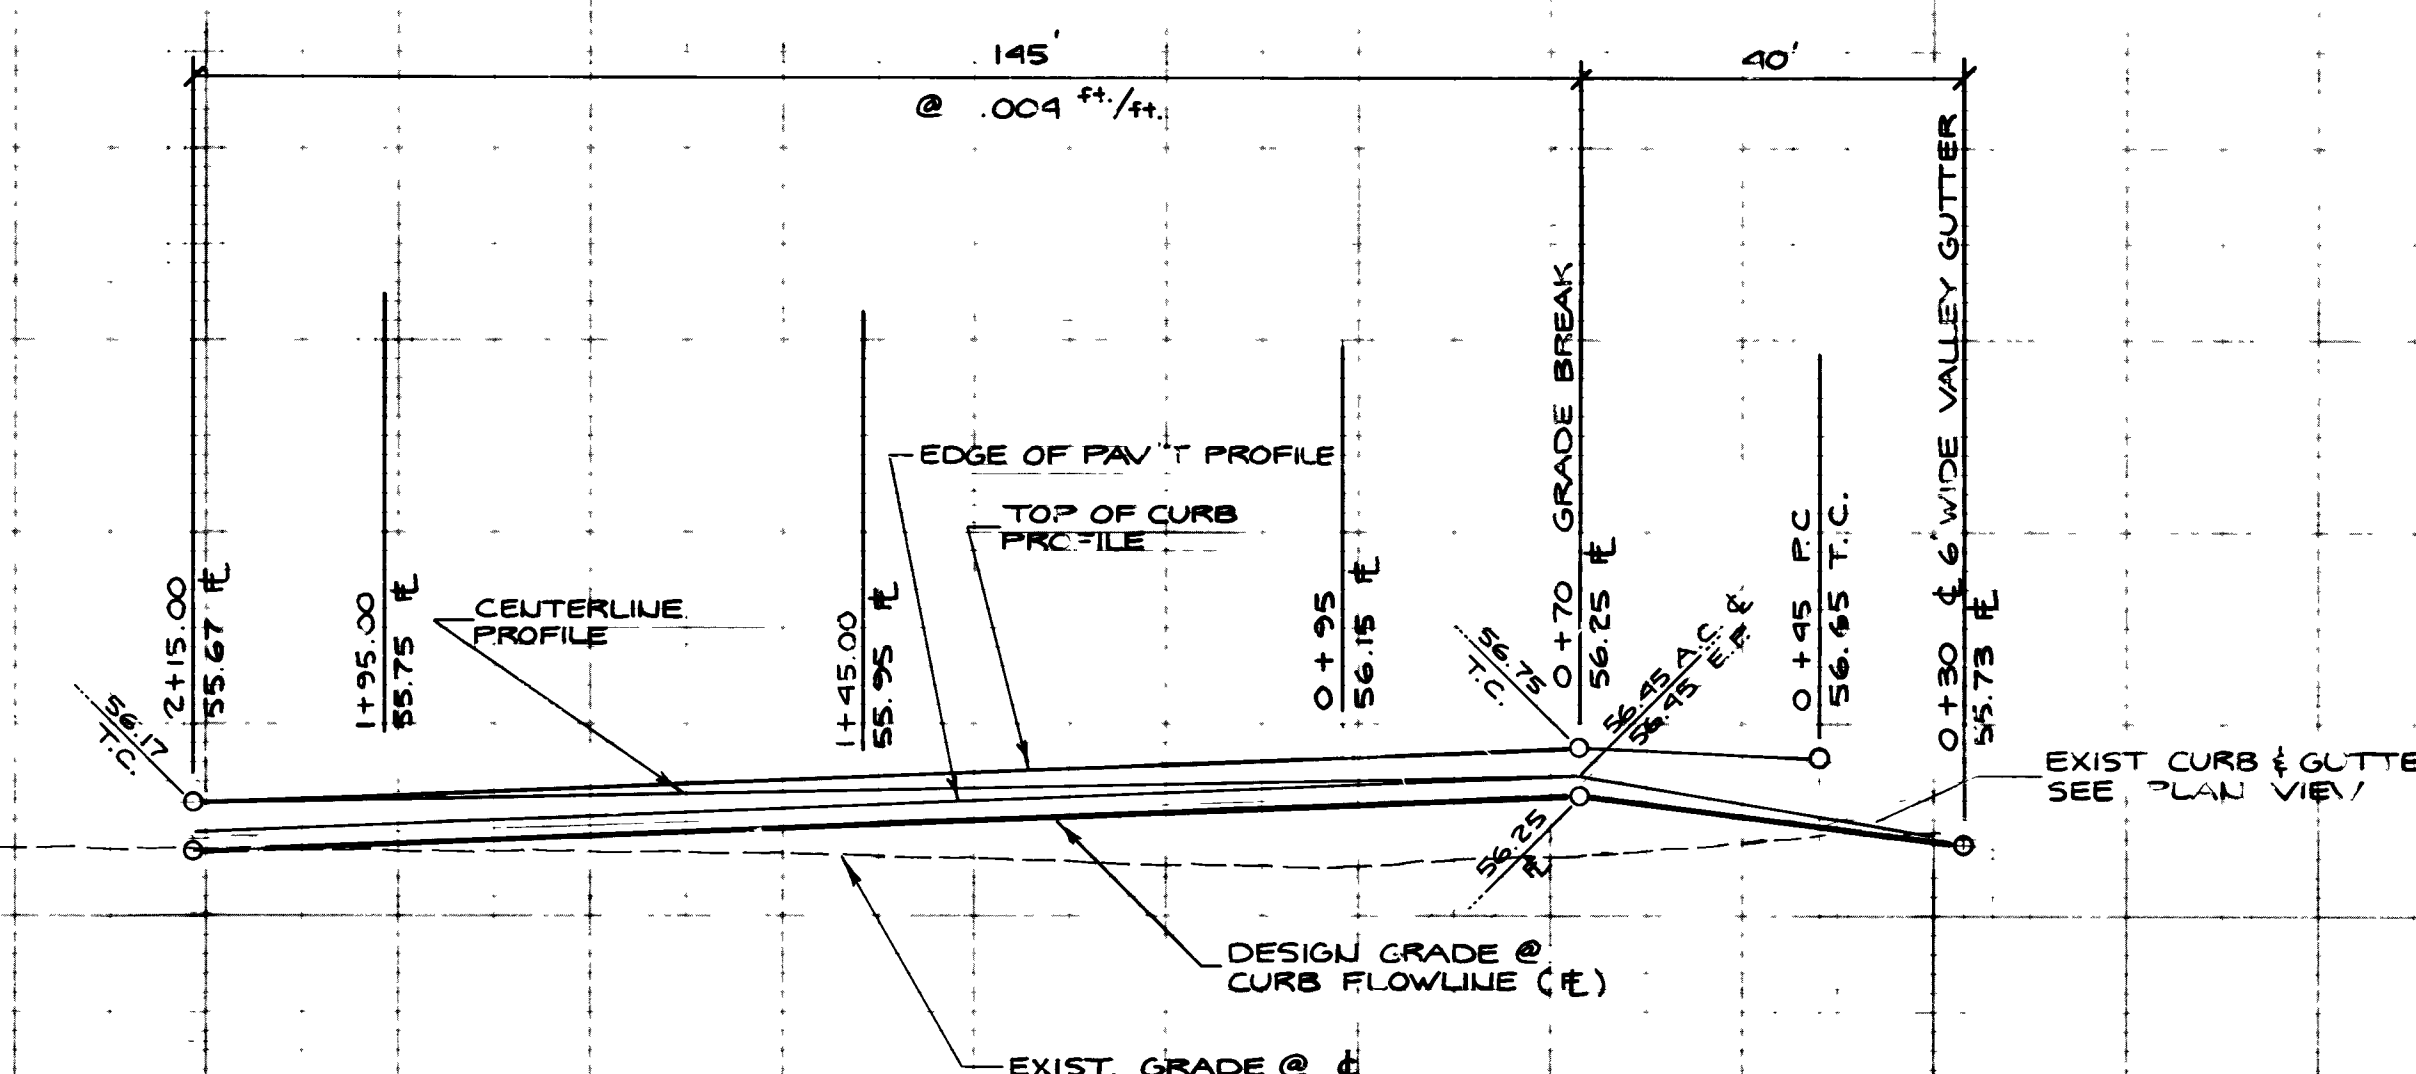 145'
40'
@ .004 ft./ft.
EDGE OF PAV'T PROFILE
TOP OF CURB
PROFILE
CENTERLINE
PROFILE
56.17
T.C.
2+15.00
55.67 FL
1+95.00
55.75 FL
1+45.00
55.95 FL
0+95
56.15 FL
56.75
T.C.
0+70 GRADE BREAK
56.25 FL
56.45 A.C. @ ℄
56.45 E.P.
0+45 P.C
56.65 T.C.
0+30 ℄ 6' WIDE VALLEY GUTTER
55.73 FL
56.25
FL
EXIST CURB & GUTTE
SEE PLAN VIEW
DESIGN GRADE @
CURB FLOWLINE (FL)
EXIST. GRADE @ ℄